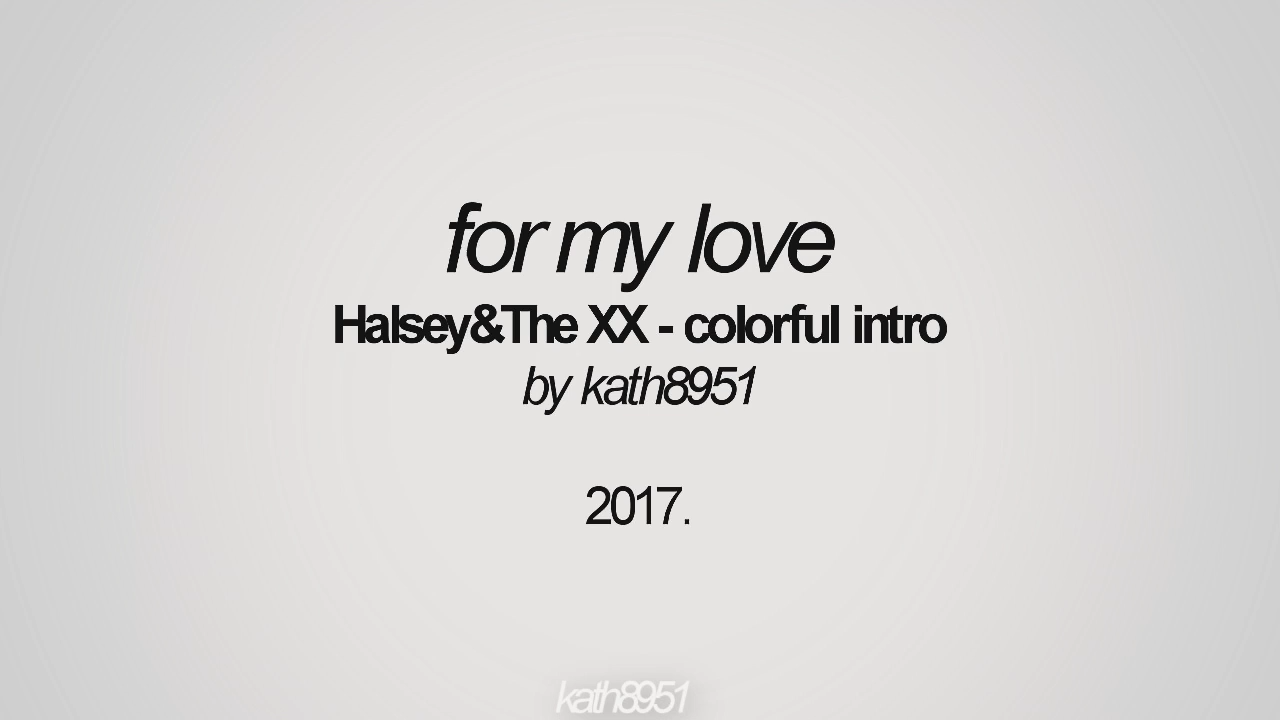 for my love
Halsey&The XX - colorful intro
by kath8951
2017.
kath8951